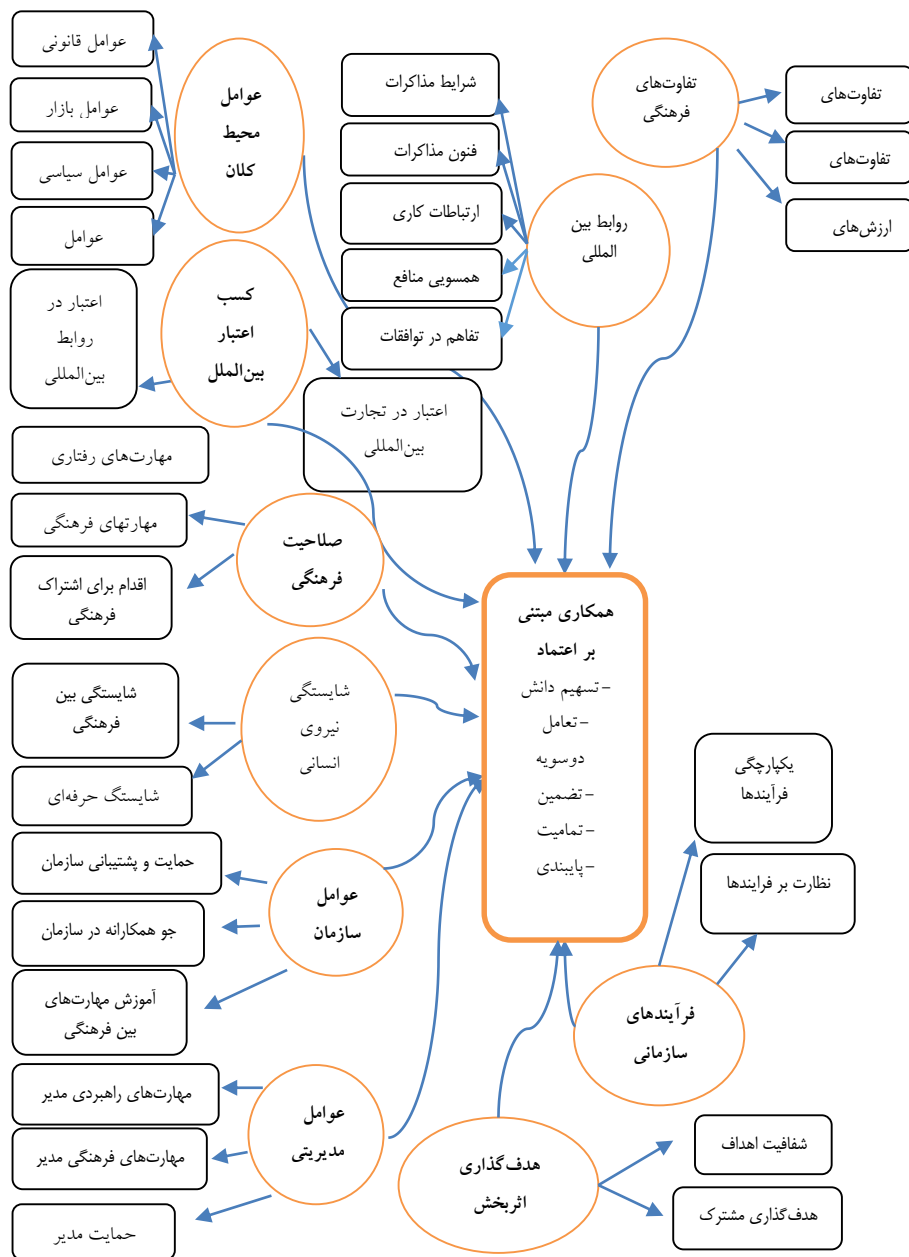 عوامل قانونی
عوامل بازار
عوامل سیاسی
عوامل
عوامل
محیط
کلان
شرایط مذاکرات
فنون مذاکرات
ارتباطات کاری
همسویی منافع
تفاهم در توافقات
روابط بین
المللی
تفاوت‌های
فرهنگی
تفاوت‌های
تفاوت‌های
ارزش‌های
اعتبار در
روابط
بین‌المللی
کسب
اعتبار
بین‌الملل
اعتبار در تجارت
بین‌المللی
مهارت‌های رفتاری
مهارتهای فرهنگی
اقدام برای اشتراک
فرهنگی
صلاحیت
فرهنگی
همکاری مبتنی
بر اعتماد
-تسهیم دانش
-تعامل
دوسویه
-تضمین
-تمامیت
-پایبندی
شایستگی بین
فرهنگی
شایستگ حرفه‌ای
شایستگی
نیروی
انسانی
یکپارچگی
فرآیندها
نظارت بر فرایندها
حمایت و پشتیبانی سازمان
جو همکارانه در سازمان
آموزش مهارت‌های
بین فرهنگی
عوامل
سازمان
فرآیندهای
سازمانی
مهارت‌های راهبردی مدیر
مهارت‌های فرهنگی مدیر
حمایت مدیر
عوامل
مدیریتی
هدف‌گذاری
اثربخش
شفافیت اهداف
هدف‌گذاری مشترک